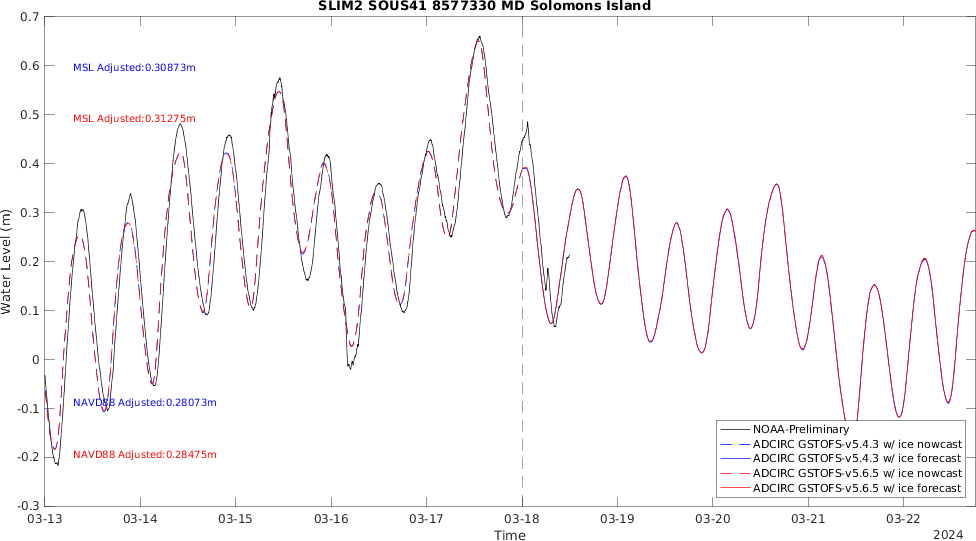 SLIM2 SOUS41 8577330 MD Solomons Island
0.7
0.6
0.5
0.4
0.3
0.2
0.1
0
-0.1
-0.2
-0.3
Water Level (m)
MSL Adjusted:0.30873m
MSL Adjusted:0.31275m
NAVD88 Adjusted:0.28073m
NAVD88 Adjusted:0.28475m
NOAA-Preliminary
ADCIRC GSTOFS-v5.4.3 w/ ice nowcast
ADCIRC GSTOFS-v5.4.3 w/ ice forecast
ADCIRC GSTOFS-v5.6.5 w/ ice nowcast
ADCIRC GSTOFS-v5.6.5 w/ ice forecast
03-13 03-14 03-15 03-16 03-17 03-18 03-19 03-20 03-21 03-22
Time
2024